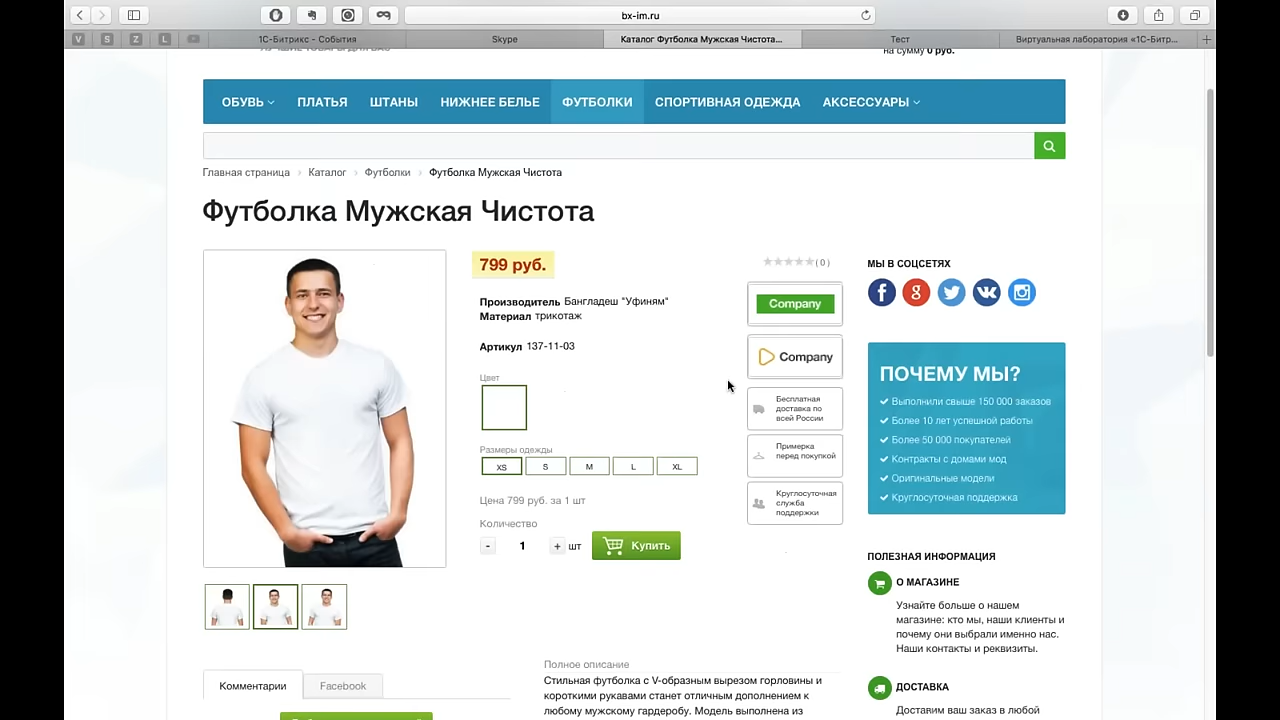 bx-im.ru
V
S
Z
L
1С-Битрикс - События
Skype
Каталог Футболка Мужская Чистота...
Тест
Виртуальная лаборатория «1С-Битр...
ЛУЧШИЕ ТОВАРЫ ДЛЯ ВАС
на сумму 0 руб.
ОБУВЬ
ПЛАТЬЯ
ШТАНЫ
НИЖНЕЕ БЕЛЬЕ
ФУТБОЛКИ
СПОРТИВНАЯ ОДЕЖДА
АКСЕССУАРЫ
Главная страница
Каталог
Футболки
Футболка Мужская Чистота
Футболка Мужская Чистота
799 руб.
( 0 )
Производитель Бангладеш "Уфиням"
Материал трикотаж
Артикул 137-11-03
Цвет
Размеры одежды
XS
S
M
L
XL
Цена 799 руб. за 1 шт
Количество
-
1
+
шт
Купить
Company
Company
Бесплатная
доставка по
всей России
Примерка
перед покупкой
Круглосуточная
служба
поддержки
МЫ В СОЦСЕТЯХ
ПОЧЕМУ МЫ?
Выполнили свыше 150 000 заказов
Более 10 лет успешной работы
Более 50 000 покупателей
Контракты с домами мод
Оригинальные модели
Круглосуточная поддержка
ПОЛЕЗНАЯ ИНФОРМАЦИЯ
О МАГАЗИНЕ
Узнайте больше о нашем
магазине: кто мы, наши клиенты и
почему они выбрали именно нас.
Наши контакты и реквизиты.
ДОСТАВКА
Доставим ваш заказ в любой
Комментарии
Facebook
Полное описание
Стильная футболка с V-образным вырезом горловины и
короткими рукавами станет отличным дополнением к
любому мужскому гардеробу. Модель выполнена из